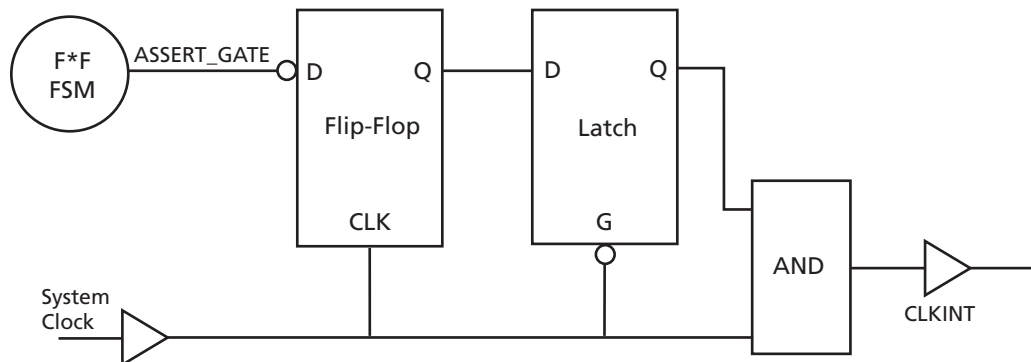 F*F
FSM
ASSERT_GATE
D
Q
Flip-Flop
CLK
D
Q
Latch
G
AND
System
Clock
CLKINT